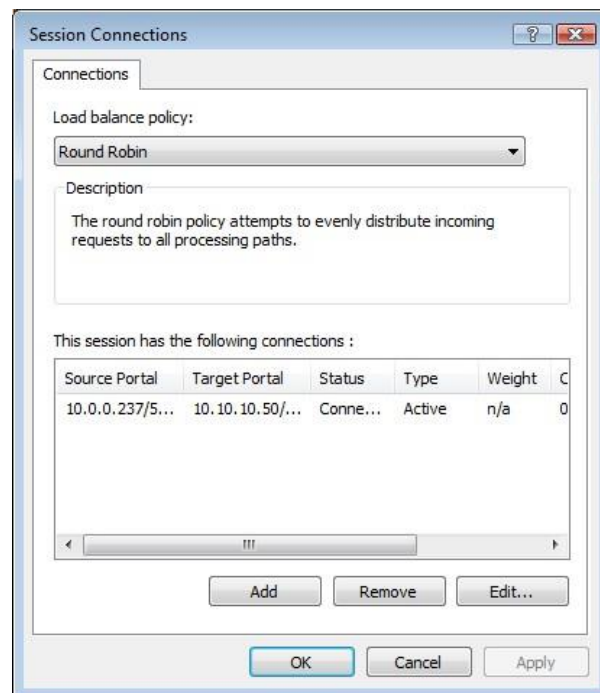 Session Connections
Connections
Load balance policy:
Round Robin
Description
The round robin policy attempts to evenly distribute incoming
requests to all processing paths.
This session has the following connections :
Source Portal Target Portal Status Type Weight C
10.0.0.237/5... 10.10.10.50/... Conne... Active n/a 0
Add Remove Edit...
OK Cancel Apply